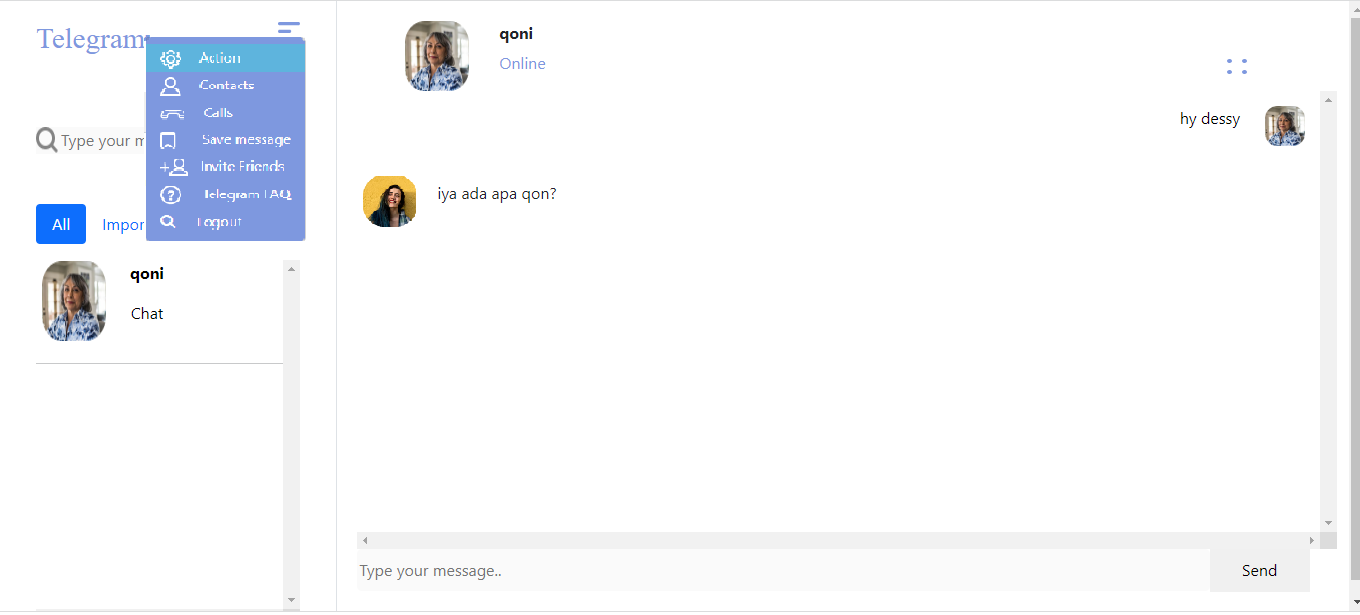 Telegram
Action
Contacts
Calls
Save message
Invite Friends
Telegram FAQ
Logout
Type your m
All
Impor
qoni
Chat
qoni
Online
hy dessy
iya ada apa qon?
Type your message..
Send